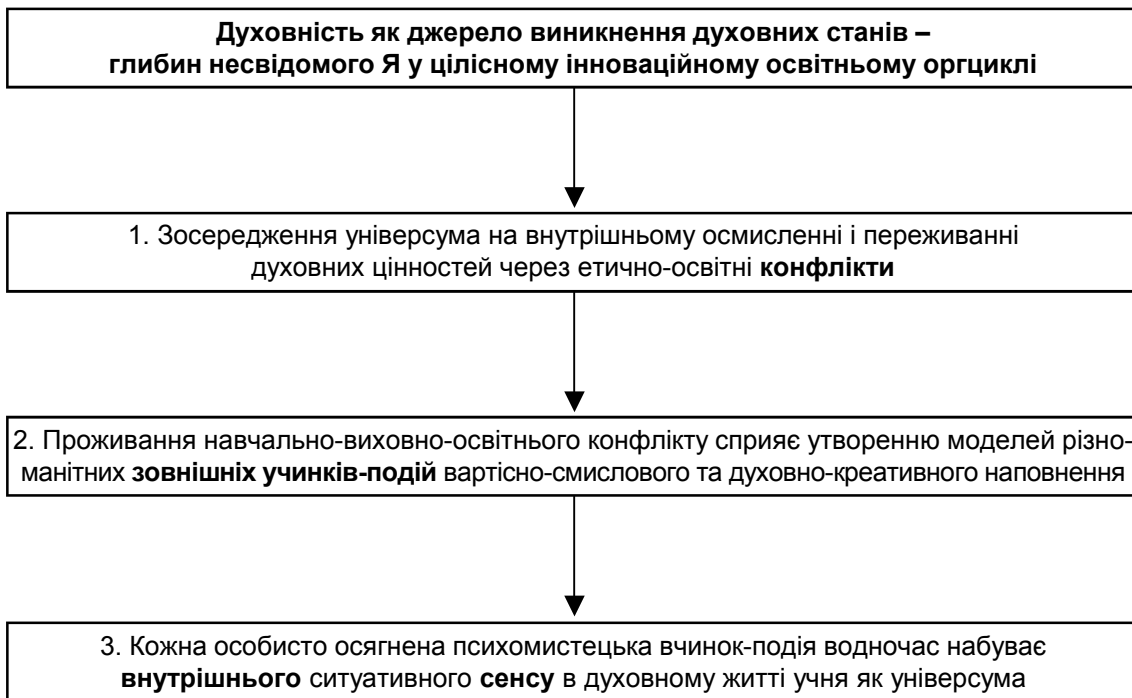 Духовність як джерело виникнення духовних станів –
глибин несвідомого Я у цілісному інноваційному освітньому оргциклі
1. Зосередження універсума на внутрішньому осмисленні і переживанні
духовних цінностей через етично-освітні конфлікти
2. Проживання навчально-виховно-освітнього конфлікту сприяє утворенню моделей різно-
манітних зовнішніх учинків-подій вартісно-смислового та духовно-креативного наповнення
3. Кожна особисто осягнена психомистецька вчинок-подія водночас набуває
внутрішнього ситуативного сенсу в духовному житті учня як універсума